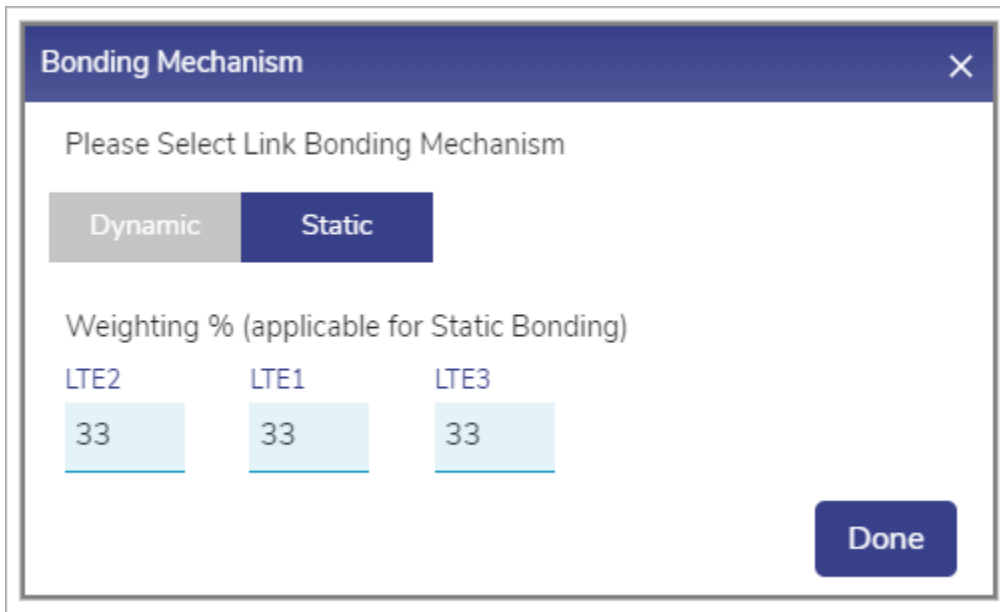 Bonding Mechanism
Please Select Link Bonding Mechanism
Dynamic Static
Weighting % (applicable for Static Bonding)
LTE2 LTE1 LTE3
33 33 33
Done